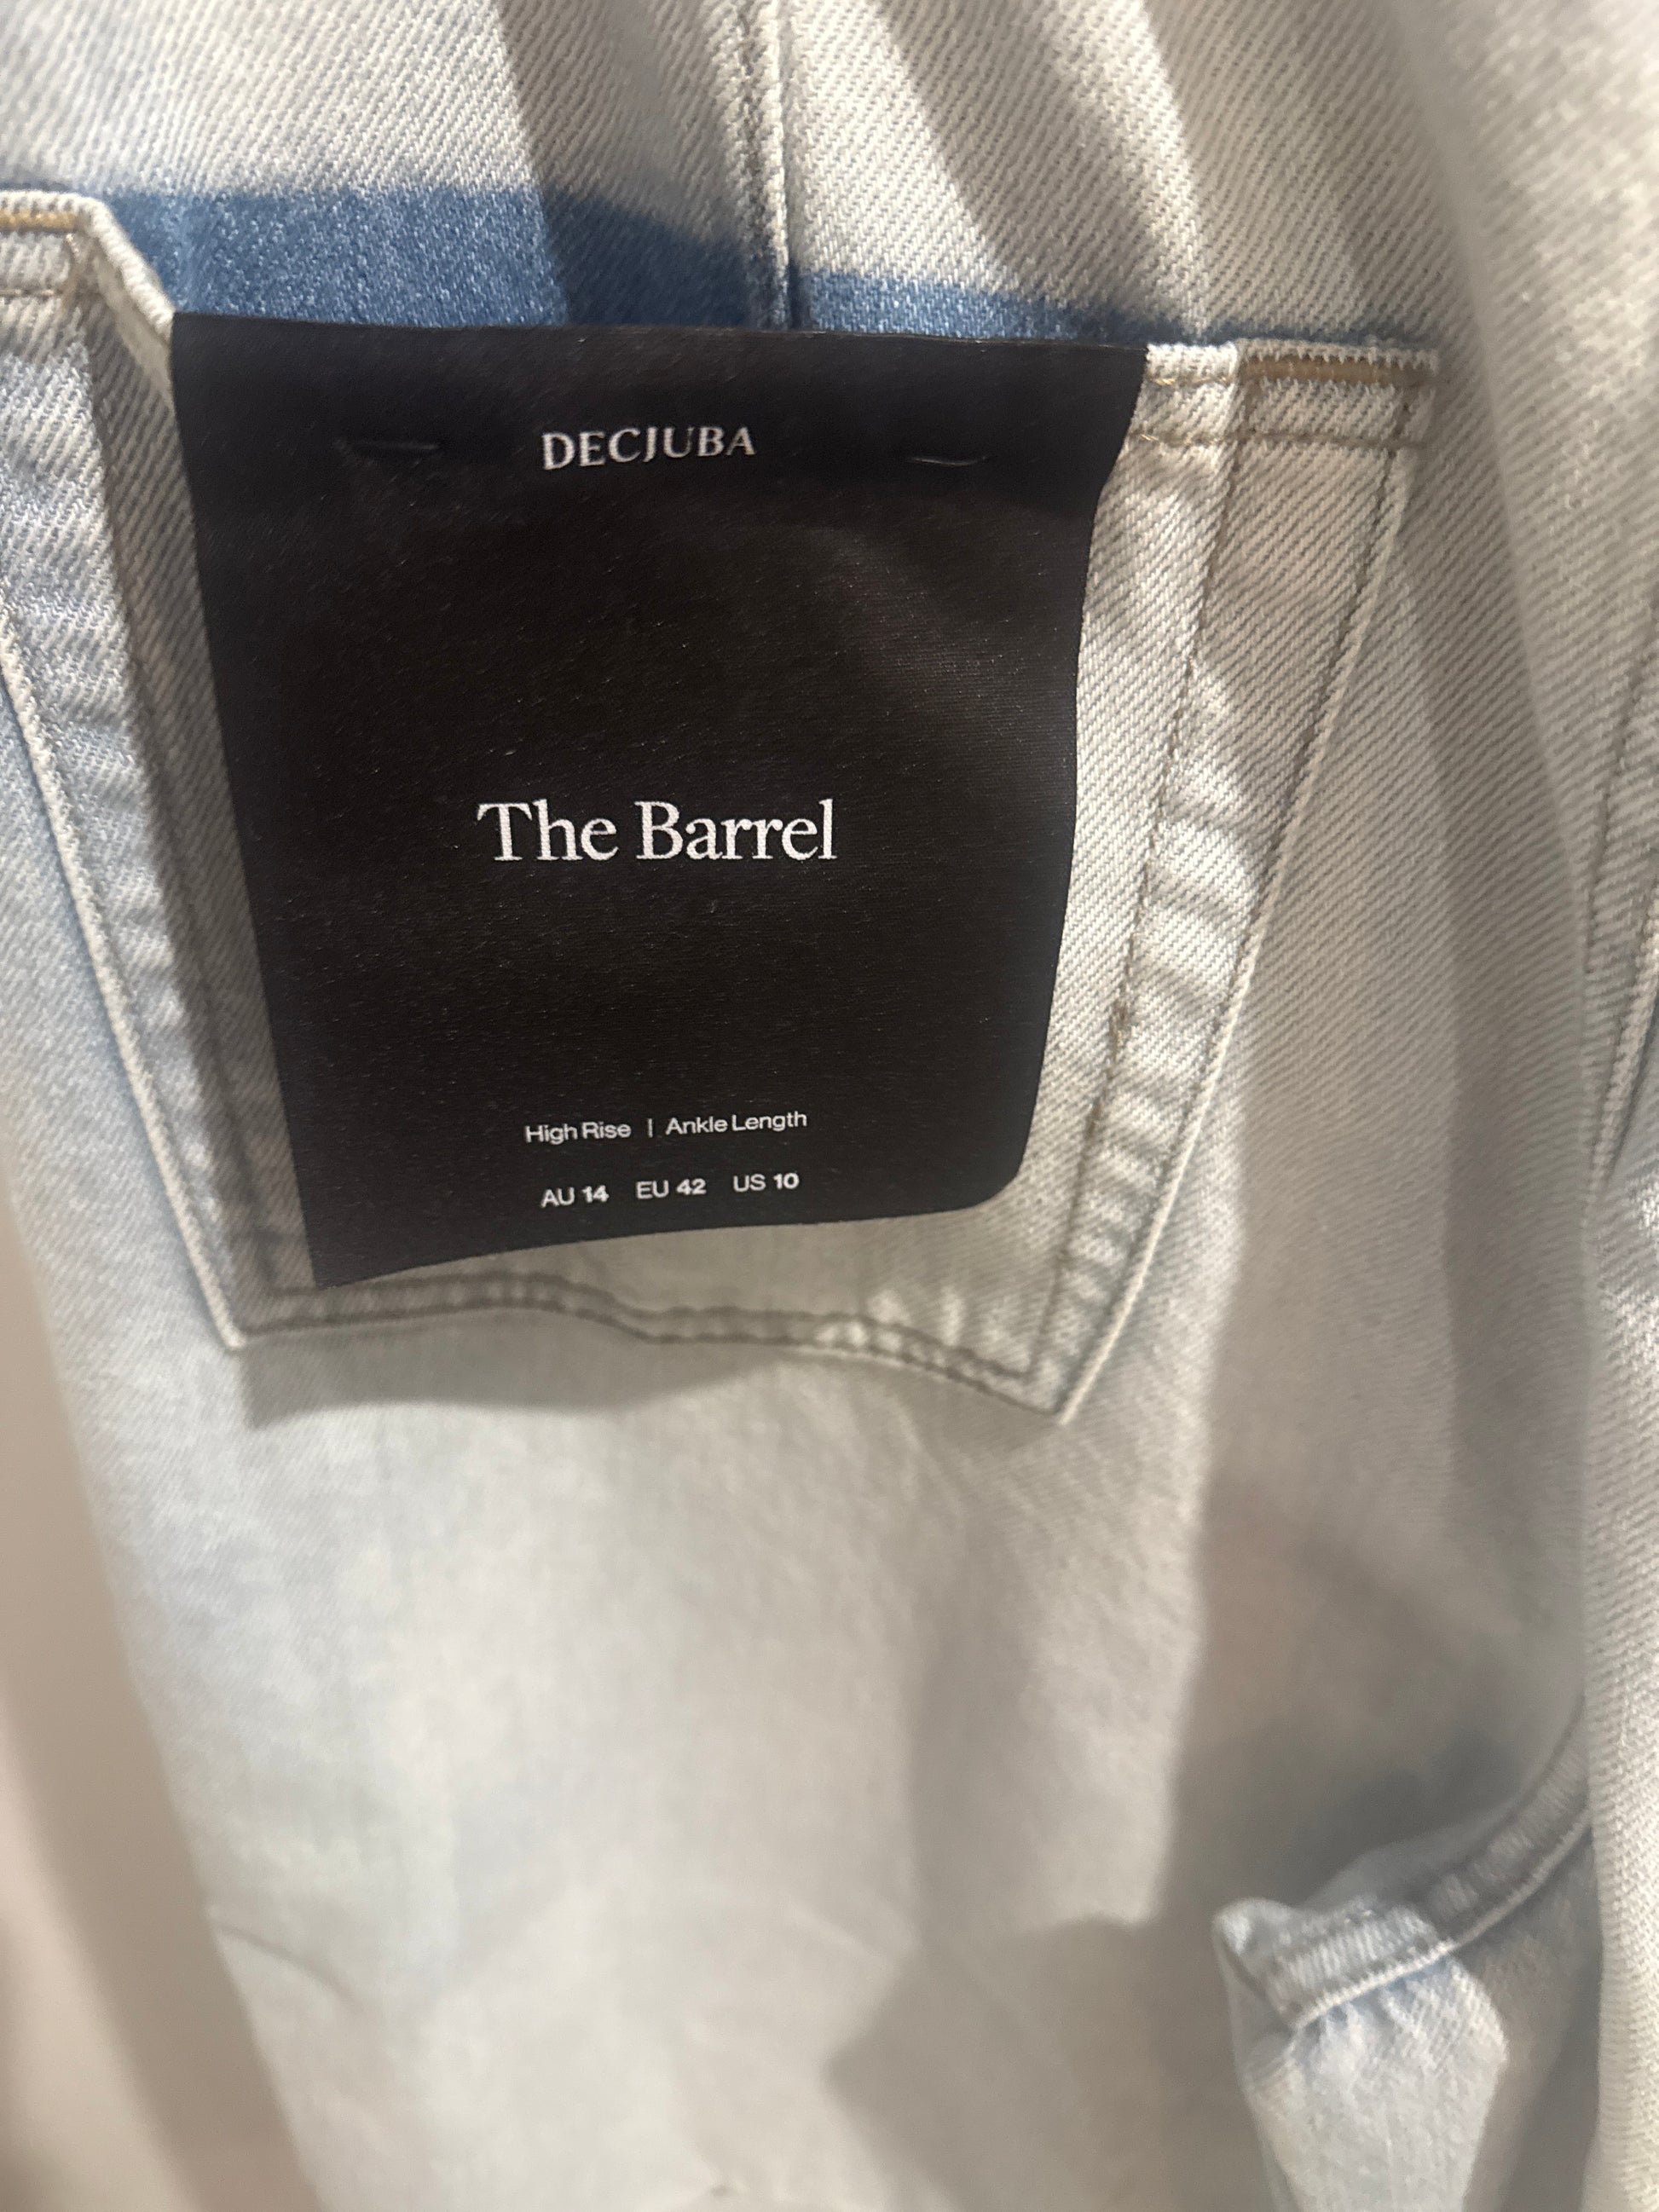 DECJUBA
The Barrel
High Rise | Ankle Length
AU 14 EU 42 US 10